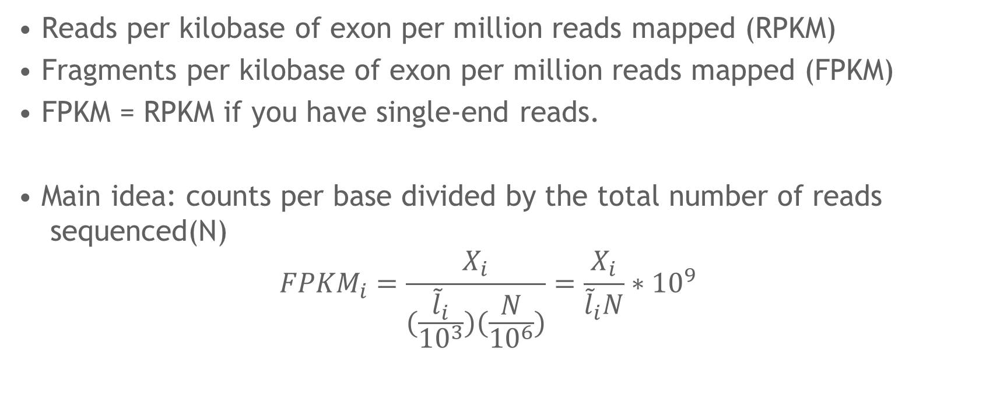 • Reads per kilobase of exon per million reads mapped (RPKM)
• Fragments per kilobase of exon per million reads mapped (FPKM)
• FPKM = RPKM if you have single-end reads.
• Main idea: counts per base divided by the total number of reads
sequenced(N)
$FPKM_i = \frac{X_i}{(\frac{\tilde{l}_i}{10^3})(\frac{N}{10^6})} = \frac{X_i}{\tilde{l}_i N} * 10^9$